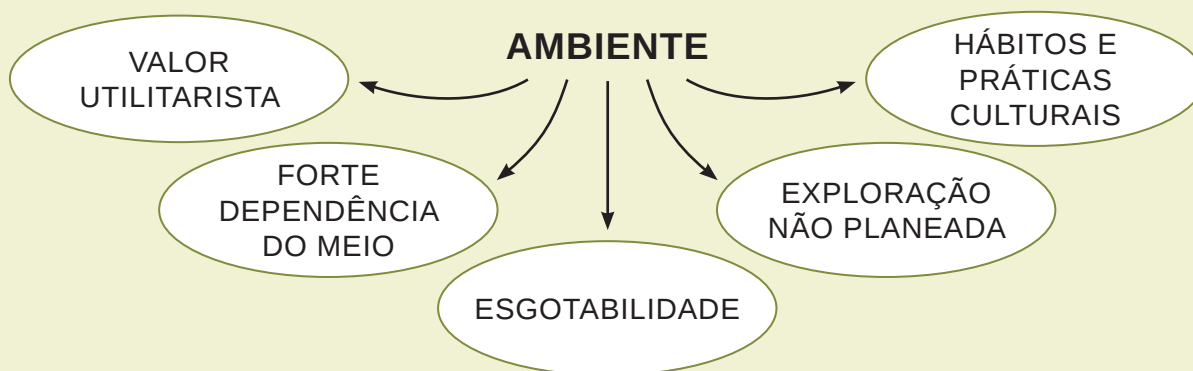 AMBIENTE
VALOR
UTILITARISTA
FORTE
DEPENDÊNCIA
DO MEIO
ESGOTABILIDADE
EXPLORAÇÃO
NÃO PLANEADA
HÁBITOS E
PRÁTICAS
CULTURAIS